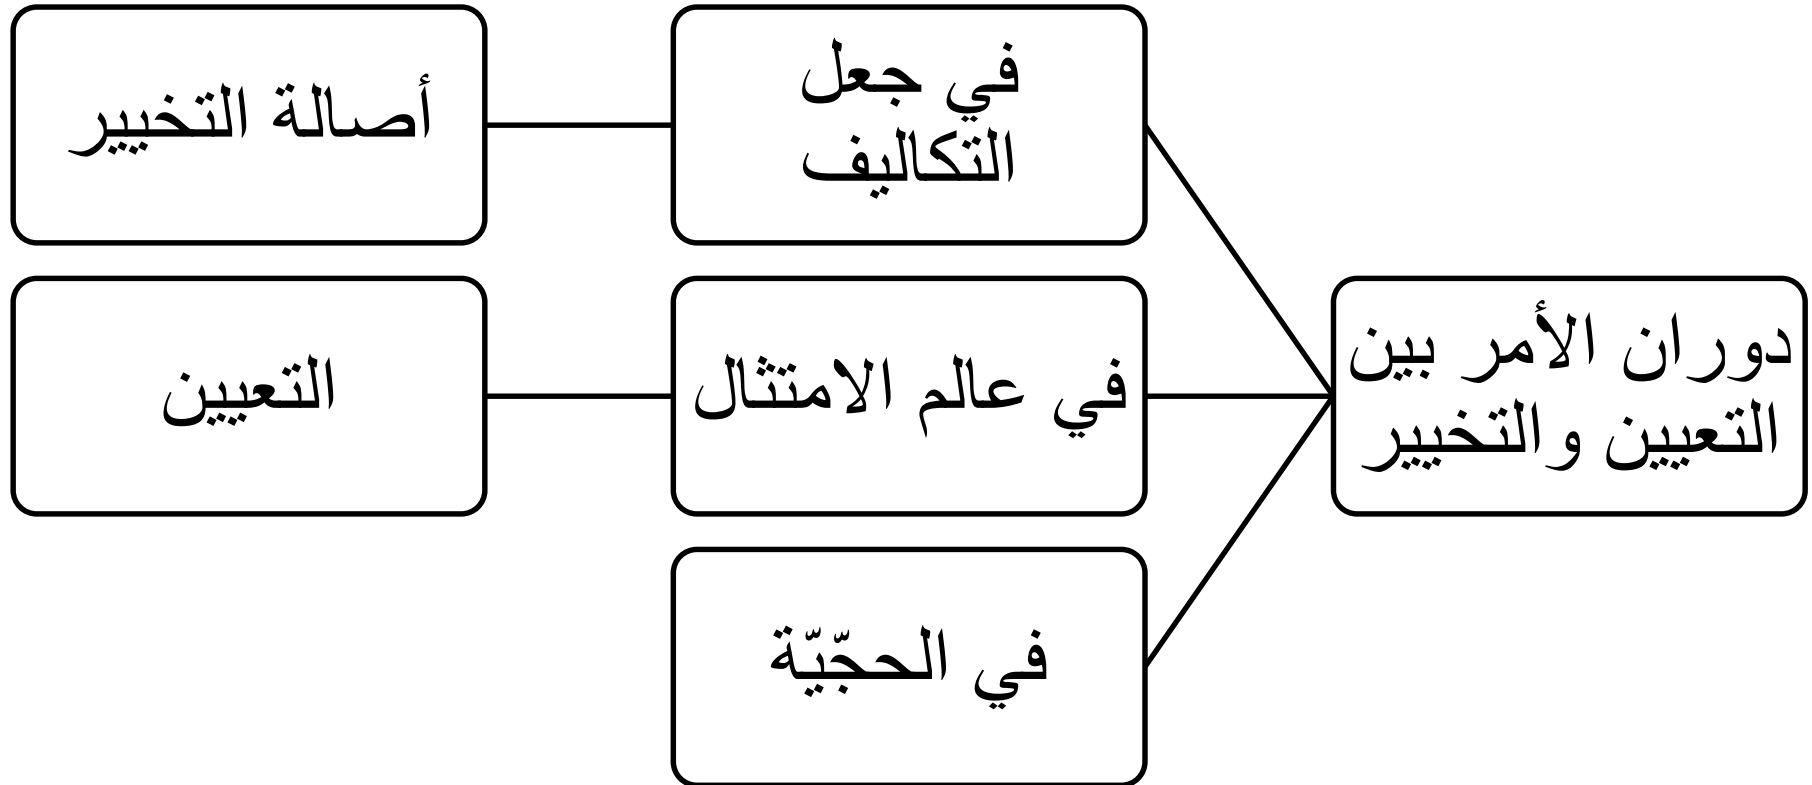 دوران الأمر بين
التعيين والتخيير
في جعل
التكاليف
أصالة التخيير
في عالم الامتثال
التعيين
في الحجّيّة